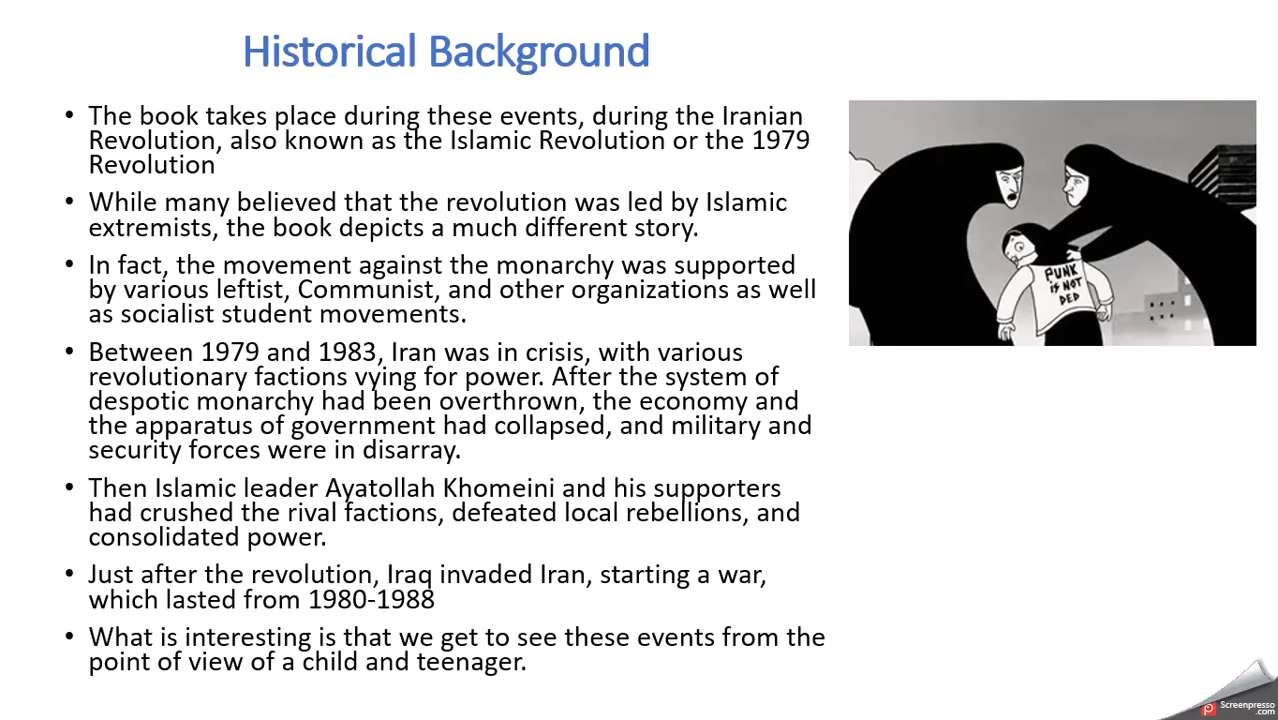 Historical Background
• The book takes place during these events, during the Iranian
Revolution, also known as the Islamic Revolution or the 1979
Revolution
• While many believed that the revolution was led by Islamic
extremists, the book depicts a much different story.
• In fact, the movement against the monarchy was supported
by various leftist, Communist, and other organizations as well
as socialist student movements.
• Between 1979 and 1983, Iran was in crisis, with various
revolutionary factions vying for power. After the system of
despotic monarchy had been overthrown, the economy and
the apparatus of government had collapsed, and military and
security forces were in disarray.
• Then Islamic leader Ayatollah Khomeini and his supporters
had crushed the rival factions, defeated local rebellions, and
consolidated power.
• Just after the revolution, Iraq invaded Iran, starting a war,
which lasted from 1980-1988
• What is interesting is that we get to see these events from the
point of view of a child and teenager.
PUNK
IS NOT
DED
Screenpresso
.com